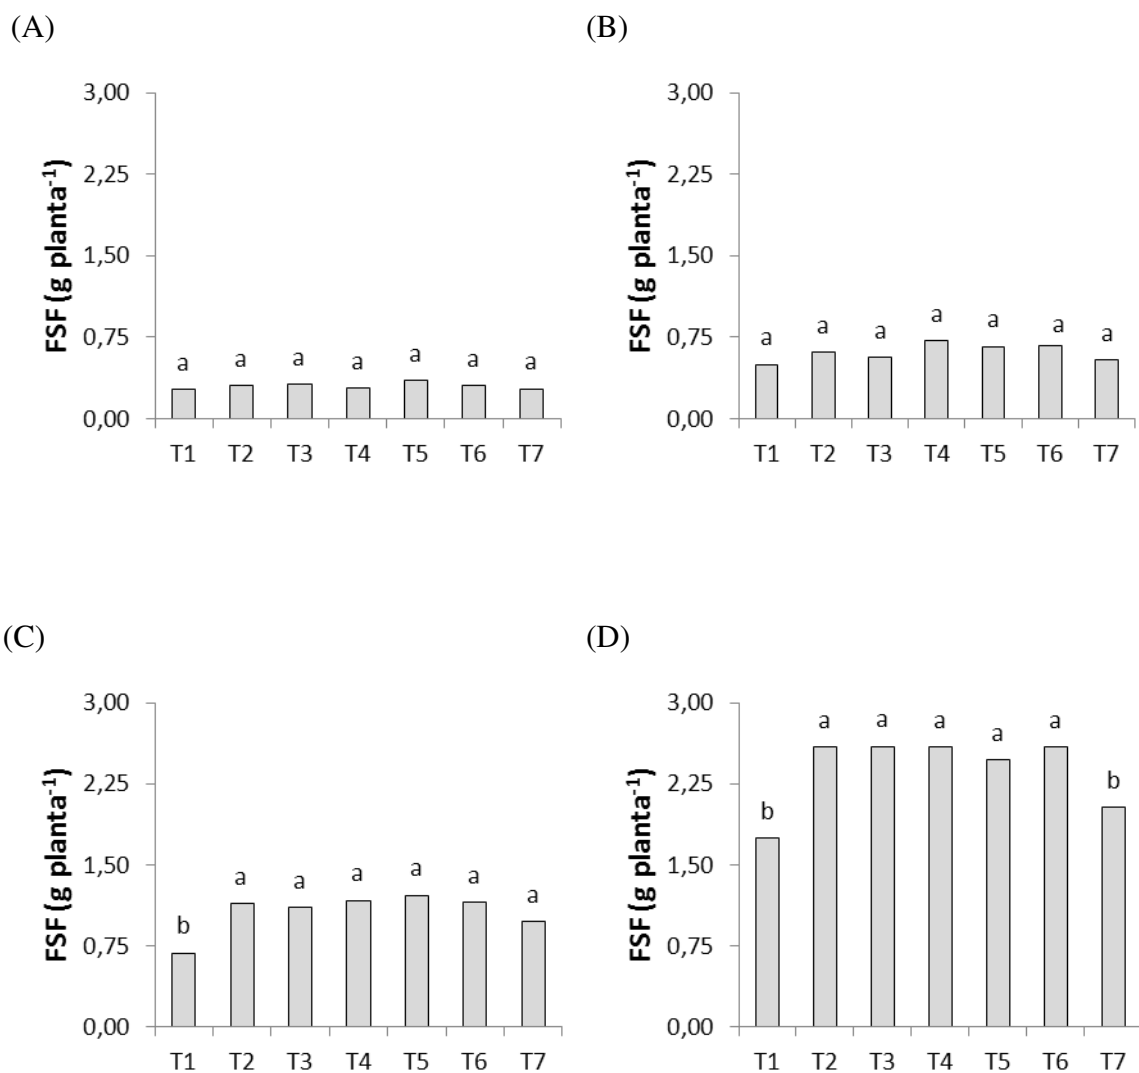 (A)
(B)
FSF (g planta-1)
3,00
2,25
1,50
0,75
0,00
a a a a a a a
T1 T2 T3 T4 T5 T6 T7
FSF (g planta-1)
3,00
2,25
1,50
0,75
0,00
a a a a a a a
T1 T2 T3 T4 T5 T6 T7
(C)
(D)
FSF (g planta-1)
3,00
2,25
1,50
0,75
0,00
b a a a a a a
T1 T2 T3 T4 T5 T6 T7
FSF (g planta-1)
3,00
2,25
1,50
0,75
0,00
b a a a a a b
T1 T2 T3 T4 T5 T6 T7